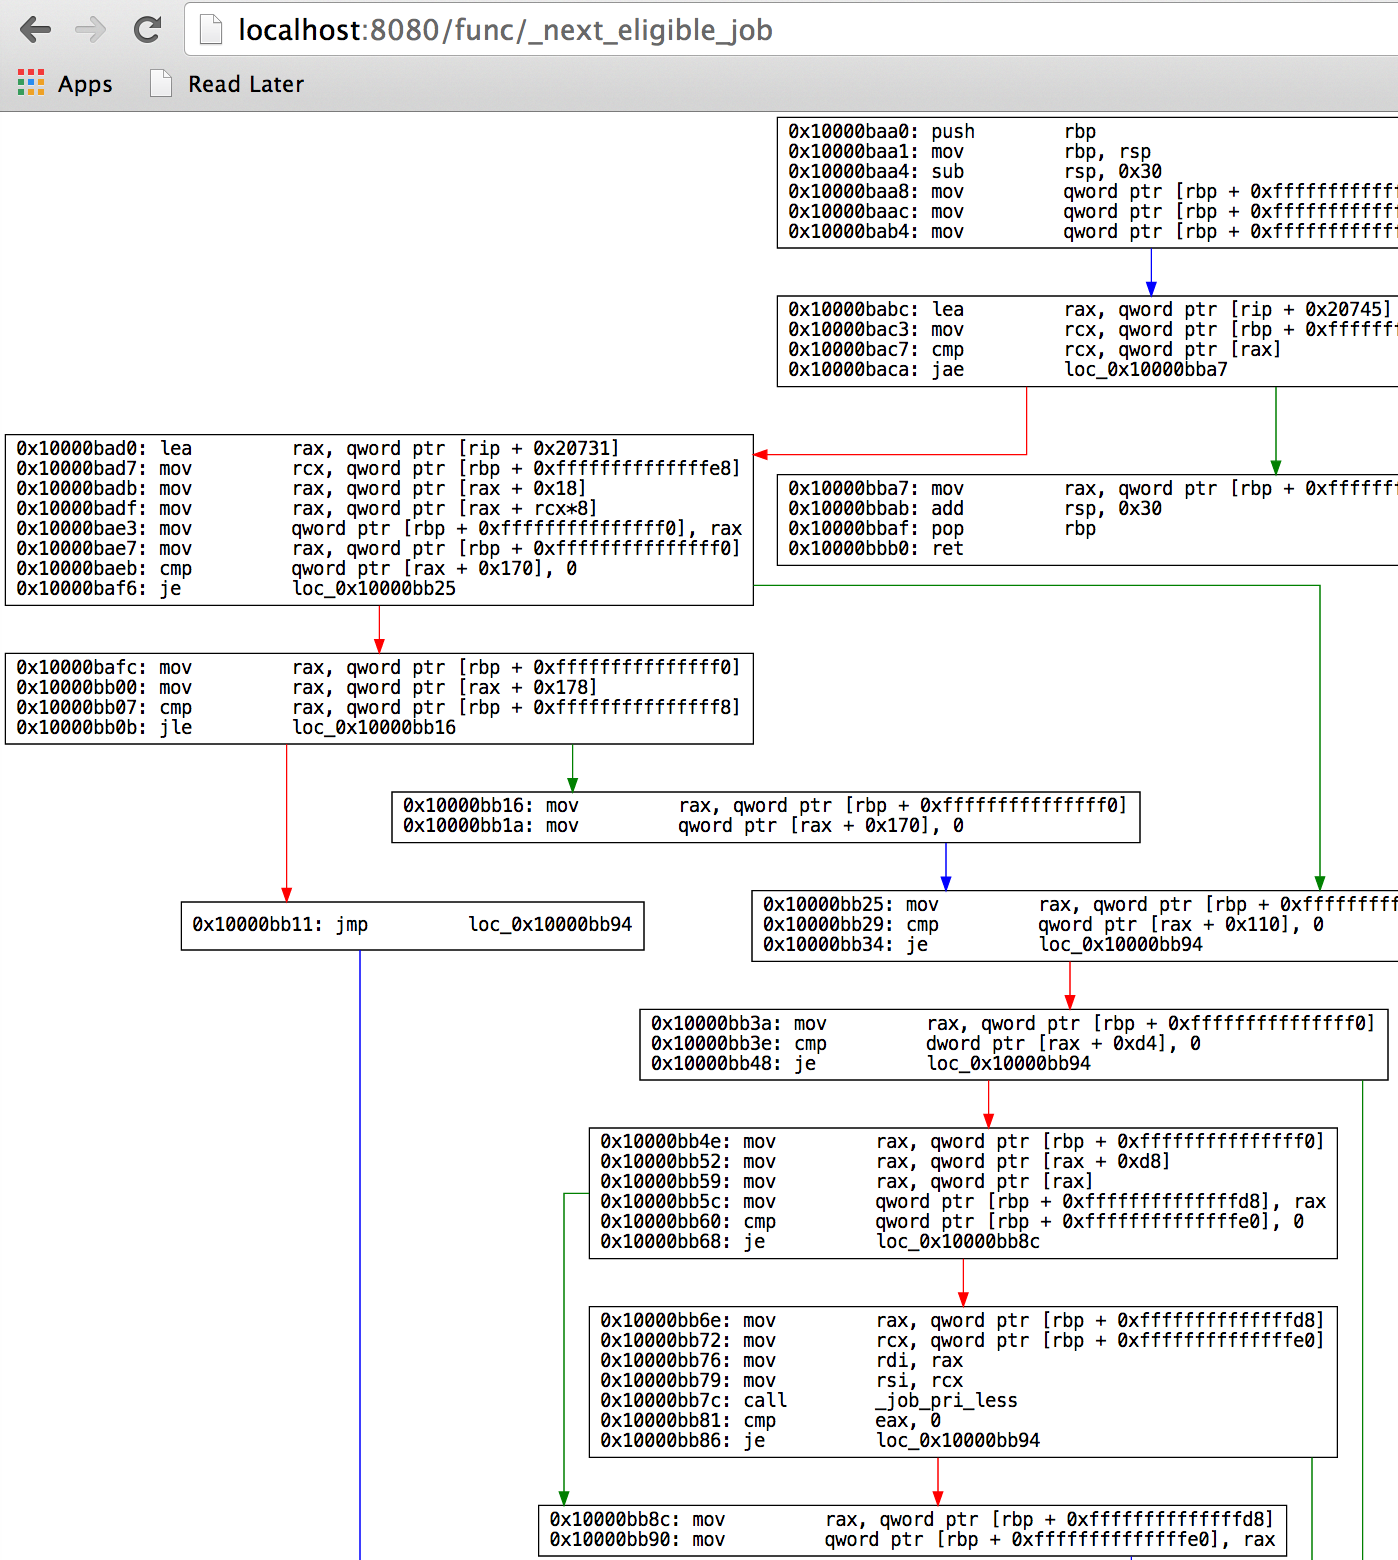 localhost:8080/func/_next_eligible_job
Apps Read Later
0x10000baa0: push rbp
0x10000baa1: mov rbp, rsp
0x10000baa4: sub rsp, 0x30
0x10000baa8: mov qword ptr [rbp + 0xffffffffffff
0x10000baac: mov qword ptr [rbp + 0xffffffffffff
0x10000bab4: mov qword ptr [rbp + 0xffffffffffff
0x10000babc: lea rax, qword ptr [rip + 0x20745]
0x10000bac3: mov rcx, qword ptr [rbp + 0xfffffff
0x10000bac7: cmp rcx, qword ptr [rax]
0x10000baca: jae loc_0x10000bba7
0x10000bad0: lea rax, qword ptr [rip + 0x20731]
0x10000bad7: mov rcx, qword ptr [rbp + 0xffffffffffffffe8]
0x10000badb: mov rax, qword ptr [rax + 0x18]
0x10000badf: mov rax, qword ptr [rax + rcx*8]
0x10000bae3: mov qword ptr [rbp + 0xfffffffffffffff0], rax
0x10000bae7: mov rax, qword ptr [rbp + 0xfffffffffffffff0]
0x10000baeb: cmp qword ptr [rax + 0x170], 0
0x10000baf6: je loc_0x10000bb25
0x10000bba7: mov rax, qword ptr [rbp + 0xfffffff
0x10000bbab: add rsp, 0x30
0x10000bbaf: pop rbp
0x10000bbb0: ret
0x10000bafc: mov rax, qword ptr [rbp + 0xfffffffffffffff0]
0x10000bb00: mov rax, qword ptr [rax + 0x178]
0x10000bb07: cmp rax, qword ptr [rbp + 0xfffffffffffffff8]
0x10000bb0b: jle loc_0x10000bb16
0x10000bb16: mov rax, qword ptr [rbp + 0xfffffffffffffff0]
0x10000bb1a: mov qword ptr [rax + 0x170], 0
0x10000bb11: jmp loc_0x10000bb94
0x10000bb25: mov rax, qword ptr [rbp + 0xfffffffff
0x10000bb29: cmp qword ptr [rax + 0x110], 0
0x10000bb34: je loc_0x10000bb94
0x10000bb3a: mov rax, qword ptr [rbp + 0xfffffffffffffff0]
0x10000bb3e: cmp dword ptr [rax + 0xd4], 0
0x10000bb48: je loc_0x10000bb94
0x10000bb4e: mov rax, qword ptr [rbp + 0xfffffffffffffff0]
0x10000bb52: mov rax, qword ptr [rax + 0xd8]
0x10000bb59: mov rax, qword ptr [rax]
0x10000bb5c: mov qword ptr [rbp + 0xffffffffffffffd8], rax
0x10000bb60: cmp qword ptr [rbp + 0xffffffffffffffe0], 0
0x10000bb68: je loc_0x10000bb8c
0x10000bb6e: mov rax, qword ptr [rbp + 0xffffffffffffffd8]
0x10000bb72: mov rcx, qword ptr [rbp + 0xffffffffffffffe0]
0x10000bb76: mov rdi, rax
0x10000bb79: mov rsi, rcx
0x10000bb7c: call _job_pri_less
0x10000bb81: cmp eax, 0
0x10000bb86: je loc_0x10000bb94
0x10000bb8c: mov rax, qword ptr [rbp + 0xffffffffffffffd8]
0x10000bb90: mov qword ptr [rbp + 0xffffffffffffffe0], rax